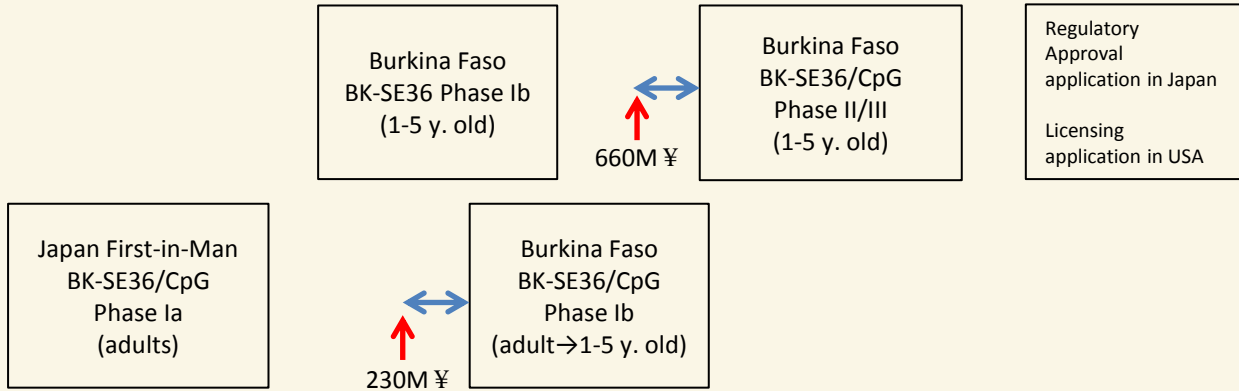 Burkina Faso
BK-SE36 Phase Ib
(1-5 y. old)
660M ¥
Burkina Faso
BK-SE36/CpG
Phase II/III
(1-5 y. old)
Regulatory
Approval
application in Japan
Licensing
application in USA
Japan First-in-Man
BK-SE36/CpG
Phase Ia
(adults)
230M ¥
Burkina Faso
BK-SE36/CpG
Phase Ib
(adult→1-5 y. old)